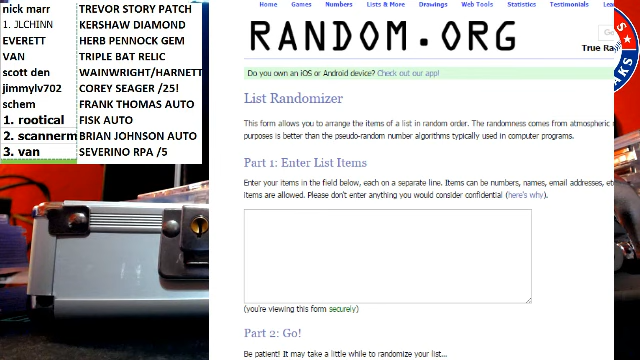 nick marr TREVOR STORY PATCH
1. JLCHINN KERSHAW DIAMOND
EVERETT HERB PENNOCK GEM
VAN TRIPLE BAT RELIC
scott den WAINWRIGHT/HARNETT
jimmylv702 COREY SEAGER /25!
schem FRANK THOMAS AUTO
1. rootical FISK AUTO
2. scannerm BRIAN JOHNSON AUTO
3. van SEVERINO RPA /5
Home Games Numbers Lists & More Drawings Web Tools Statistics Testimonials Lear
RANDOM.ORG
Go
True Ra
Do you own an iOS or Android device? Check out our app!
List Randomizer
This form allows you to arrange the items of a list in random order. The randomness comes from atmospheric
purposes is better than the pseudo-random number algorithms typically used in computer programs.
Part 1: Enter List Items
Enter your items in the field below, each on a separate line. Items can be numbers, names, email addresses, et
items are allowed. Please don't enter anything you would consider confidential (here's why).
(you're viewing this form securely)
Part 2: Go!
Be patient! It may take a little while to randomize your list...